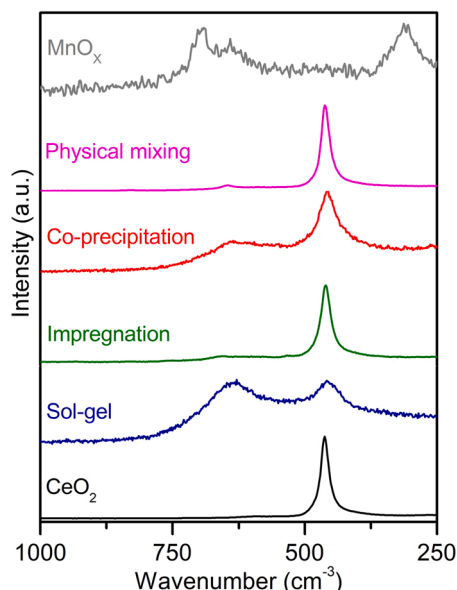 MnOₓ
Physical mixing
Co-precipitation
Impregnation
Sol-gel
CeO₂
Intensity (a.u.)
1000 750 500 250
Wavenumber (cm⁻³)